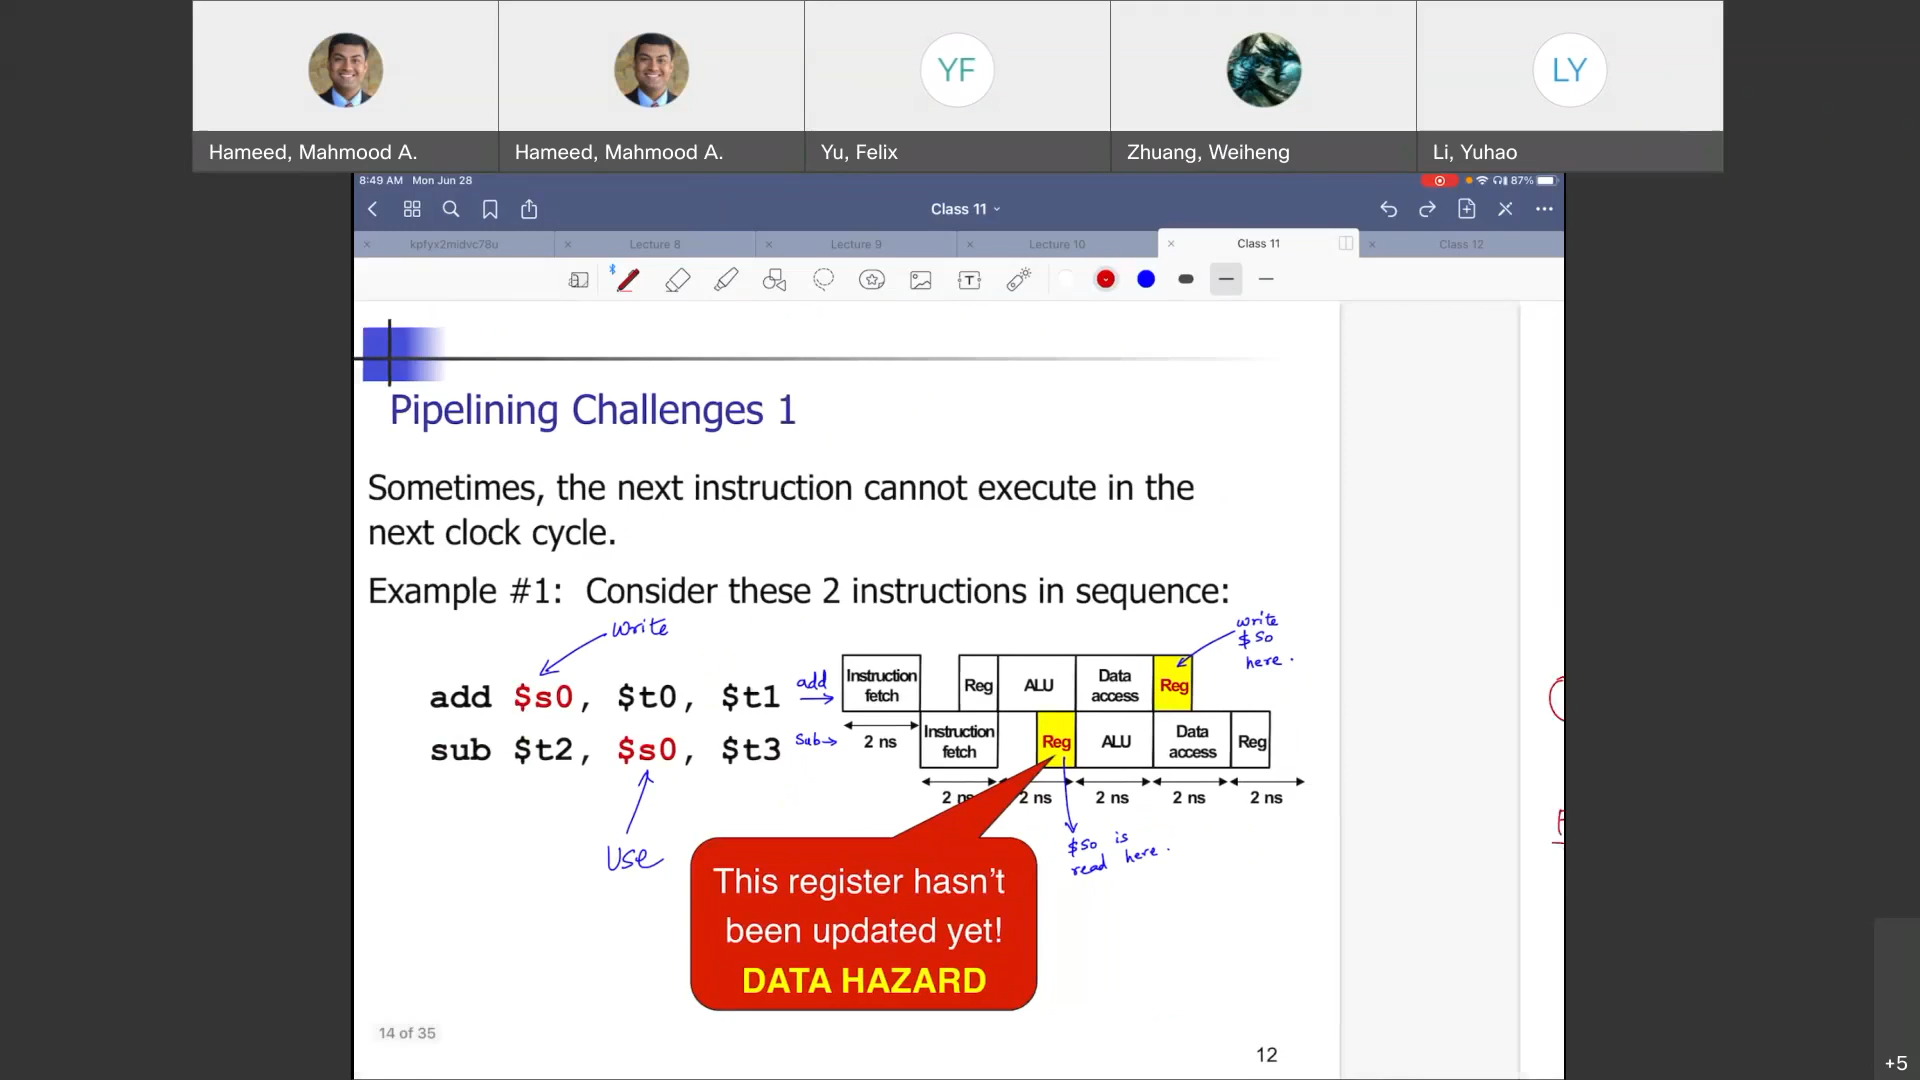 YF
LY
Hameed, Mahmood A.
Hameed, Mahmood A.
Yu, Felix
Zhuang, Weiheng
Li, Yuhao
8:49 AM Mon Jun 28
87%
Class 11
kpfyx2midvc78u
Lecture 8
Lecture 9
Lecture 10
Class 11
Class 12
Pipelining Challenges 1
Sometimes, the next instruction cannot execute in the
next clock cycle.
Example #1: Consider these 2 instructions in sequence:
write
write
$s0
here.
add $s0, $t0, $t1
add
Instruction
fetch
Reg
ALU
Data
access
Reg
sub $t2, $s0, $t3
Sub
2 ns
Instruction
fetch
Reg
ALU
Data
access
Reg
2 ns
2 ns
2 ns
2 ns
2 ns
Use
$s0 is
read here.
This register hasn't
been updated yet!
DATA HAZARD
14 of 35
12
+5